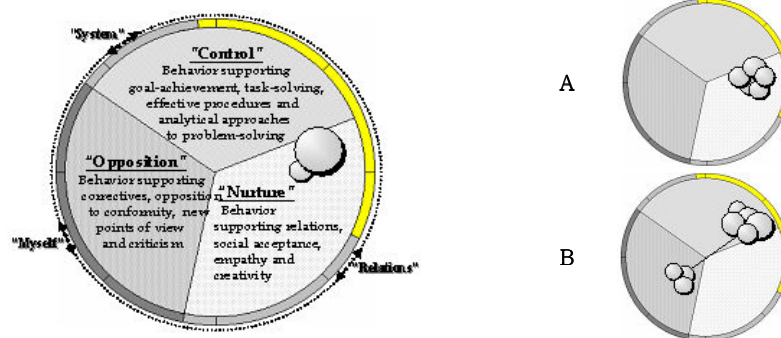 "System"
"Control"
Behavior supporting
goal-achievement, task-solving,
effective procedures and
analytical approaches
to problem-solving
"Opposition"
Behavior supporting
correctives, opposition
to conformity, new
points of view
and criticism
"Nurture"
Behavior
supporting relations,
social acceptance,
empathy and
creativity
"Myself"
"Relations"
A
B